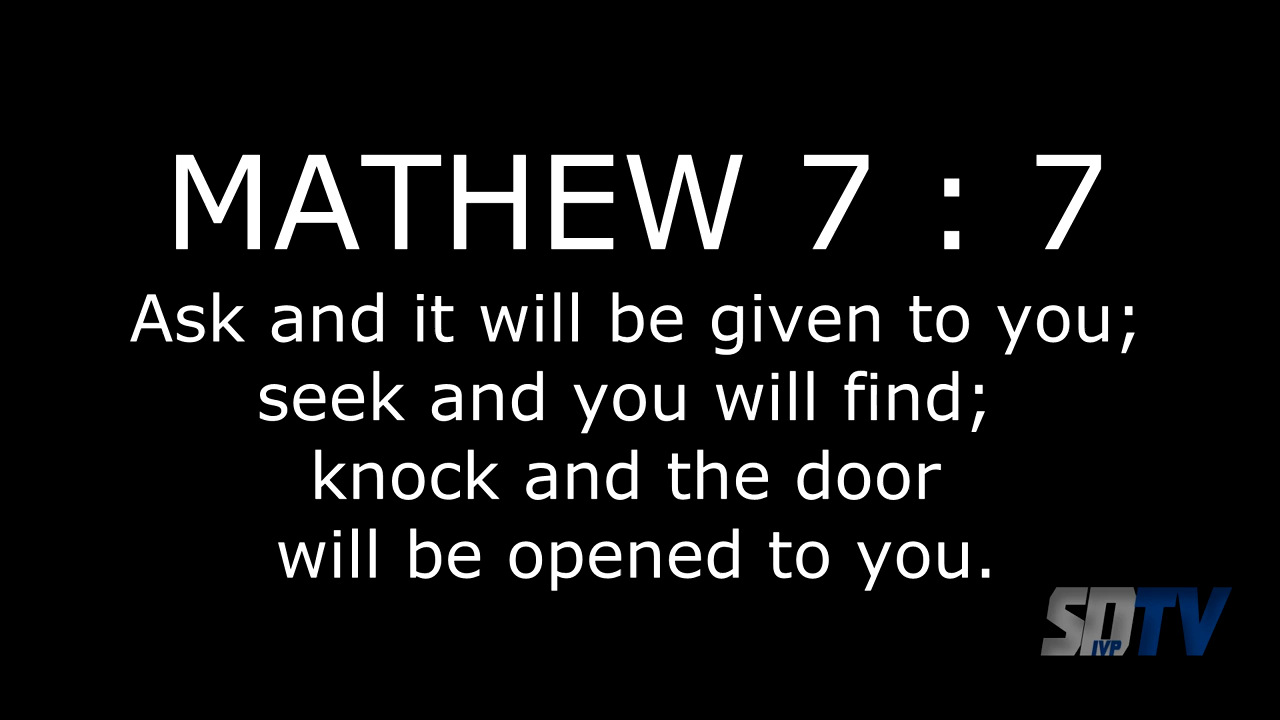 MATHEW 7 : 7
Ask and it will be given to you;
seek and you will find;
knock and the door
will be opened to you.
SDTV
IVP